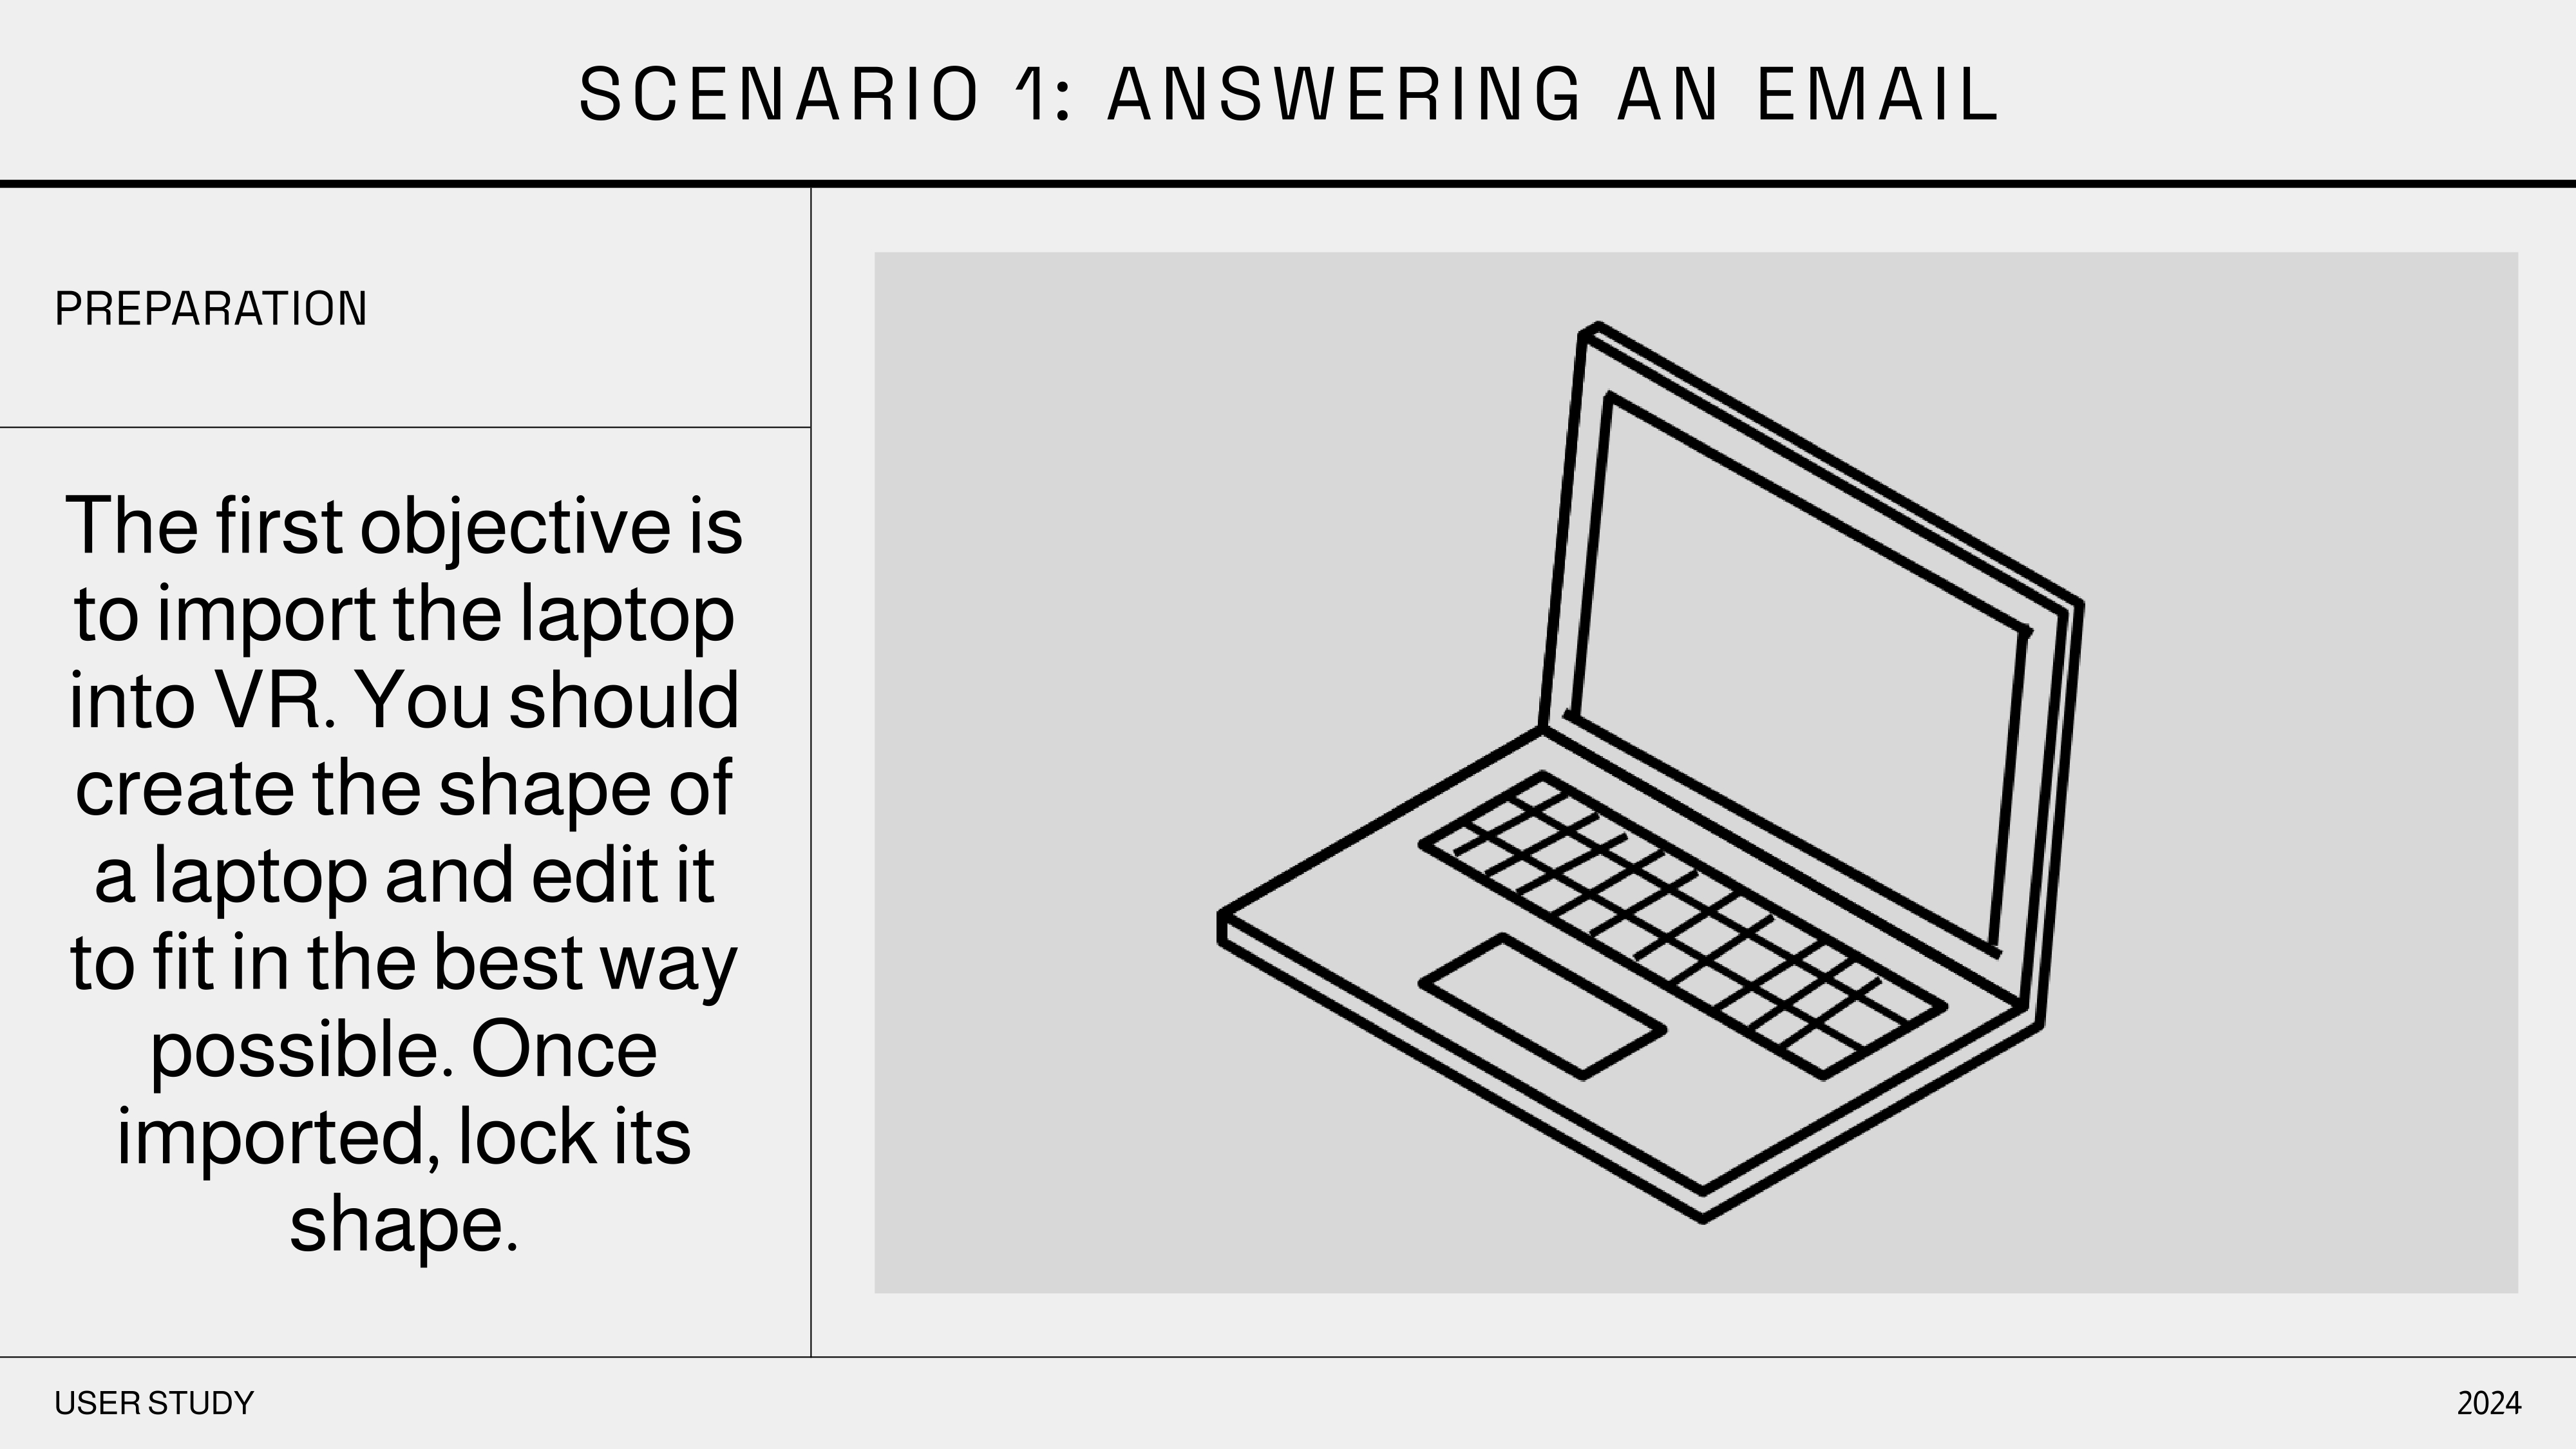 SCENARIO 1: ANSWERING AN EMAIL
PREPARATION
The first objective is
to import the laptop
into VR. You should
create the shape of
a laptop and edit it
to fit in the best way
possible. Once
imported, lock its
shape.
USER STUDY
2024